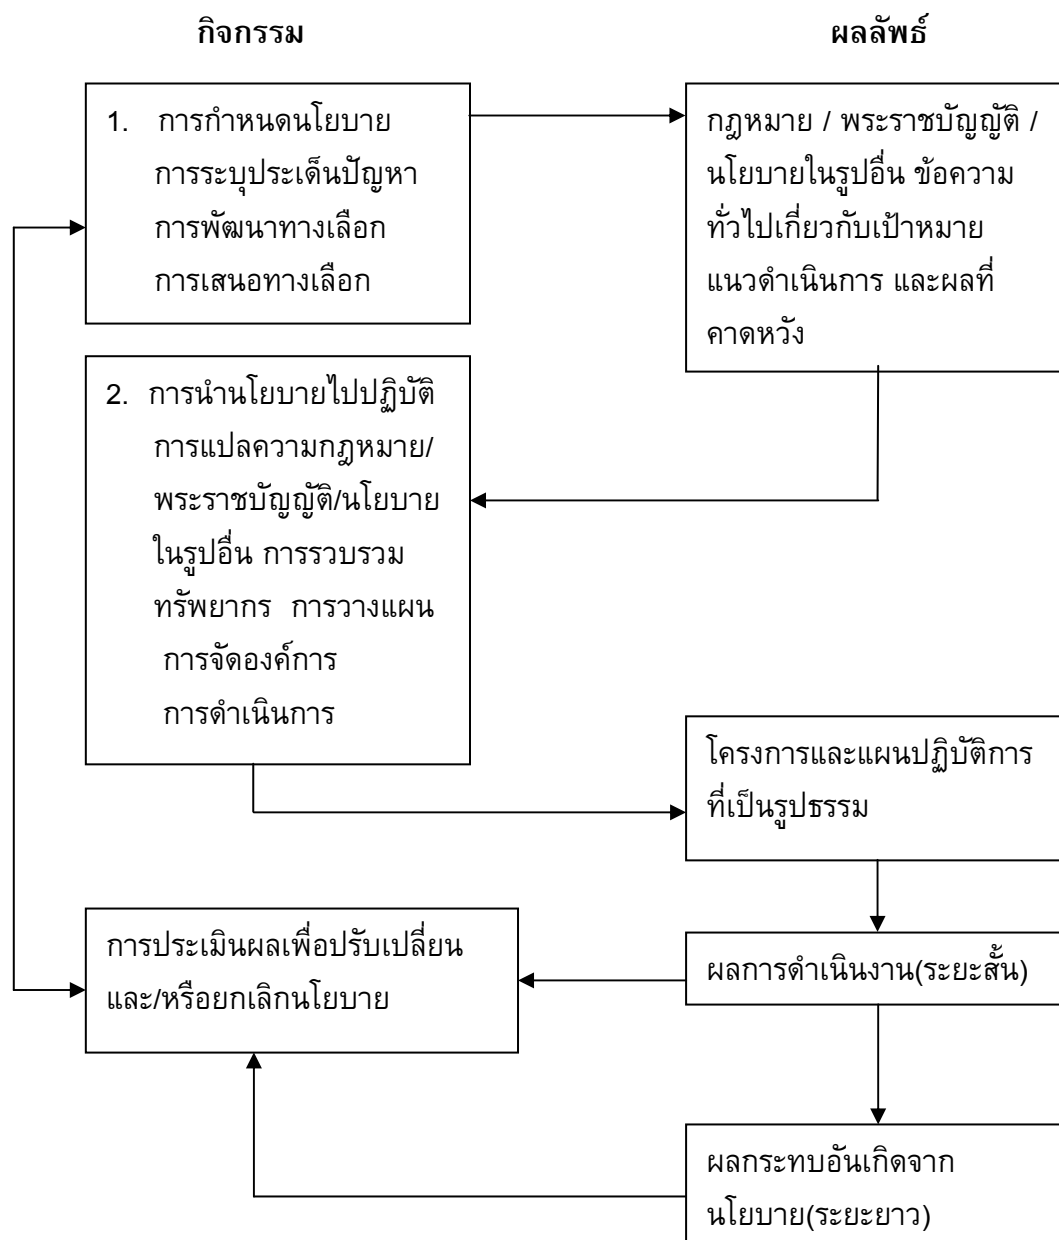 กิจกรรม
ผลลัพธ์
1. การกำหนดนโยบาย
การระบุประเด็นปัญหา
การพัฒนาทางเลือก
การเสนอทางเลือก
กฎหมาย / พระราชบัญญัติ /
นโยบายในรูปอื่น ข้อความ
ทั่วไปเกี่ยวกับเป้าหมาย
แนวดำเนินการ และผลที่
คาดหวัง
2. การนำนโยบายไปปฏิบัติ
การแปลความกฎหมาย/
พระราชบัญญัติ/นโยบาย
ในรูปอื่น การรวบรวม
ทรัพยากร การวางแผน
การจัดองค์การ
การดำเนินการ
โครงการและแผนปฏิบัติการ
ที่เป็นรูปธรรม
การประเมินผลเพื่อปรับเปลี่ยน
และ/หรือยกเลิกนโยบาย
ผลการดำเนินงาน(ระยะสั้น)
ผลกระทบอันเกิดจาก
นโยบาย(ระยะยาว)